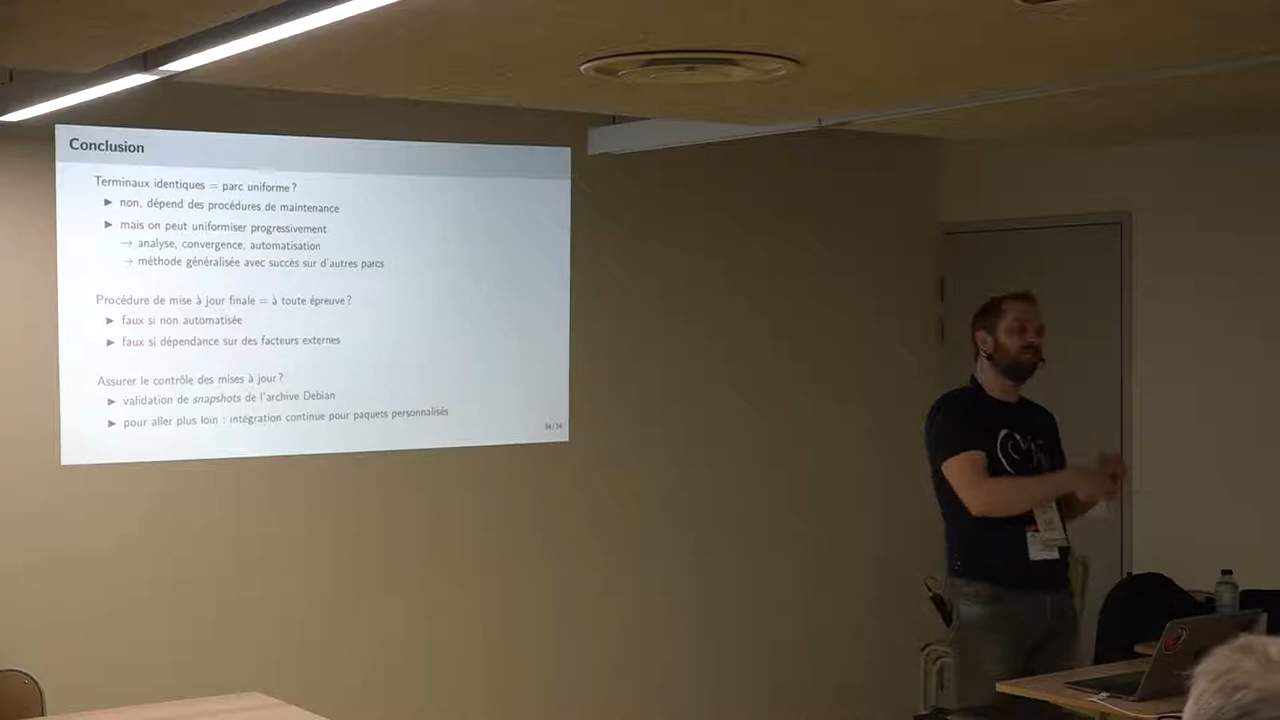 Conclusion
Terminaux identiques = parc uniforme ?
▶ non, dépend des procédures de maintenance
▶ mais on peut uniformiser progressivement
→ analyse, convergence, automatisation
→ méthode généralisée avec succès sur d'autres parcs
Procédure de mise à jour finale = à toute épreuve ?
▶ faux si non automatisée
▶ faux si dépendance sur des facteurs externes
Assurer le contrôle des mises à jour ?
▶ validation de snapshots de l'archive Debian
▶ pour aller plus loin : intégration continue pour paquets personnalisés
34/34